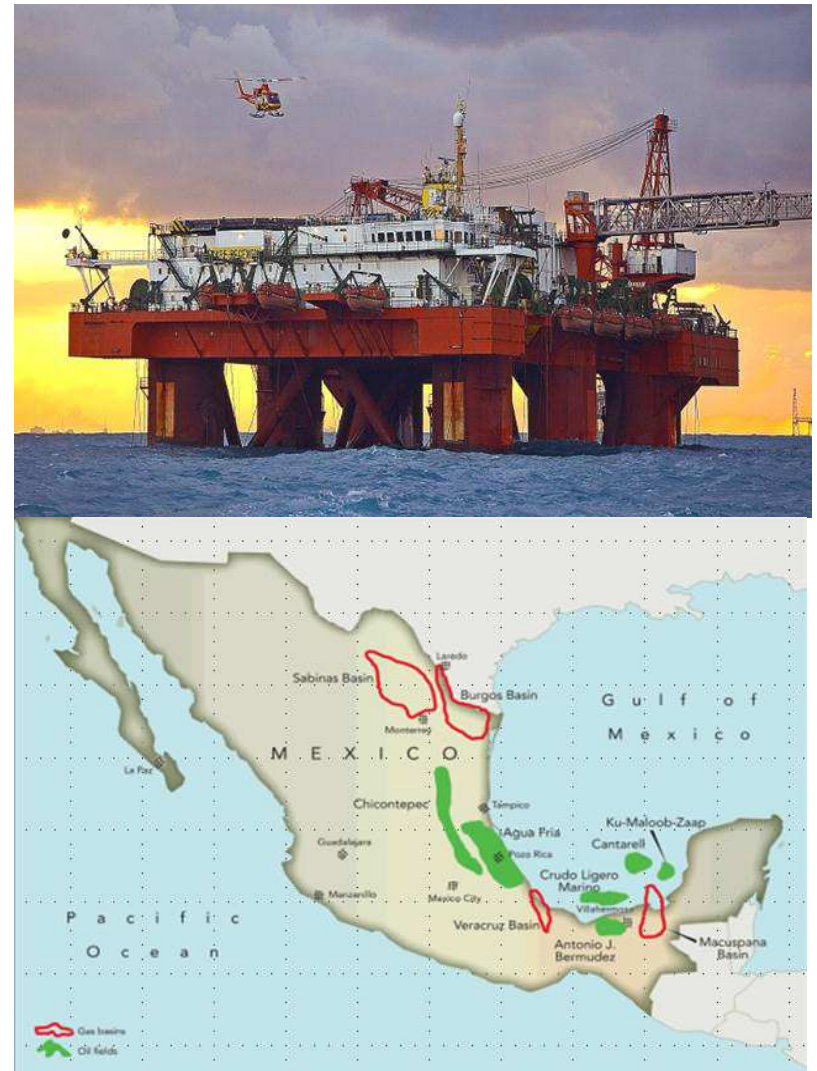 Laredo
Sabinas Basin
Burgos Basin
Monterrey
Gulf of
México
MEXICO
La Paz
Chicontepec
Tampico
Ku-Maloob-Zaap
Agua Fria
Cantarell
Guadalajara
Poza Rica
Crudo Ligero
Marino
Manzanillo
Mexico City
Villahermosa
Pacific
Veracruz Basin
Ocean
Antonio J.
Bermudez
Macuspana
Basin
Gas basins
Oil fields